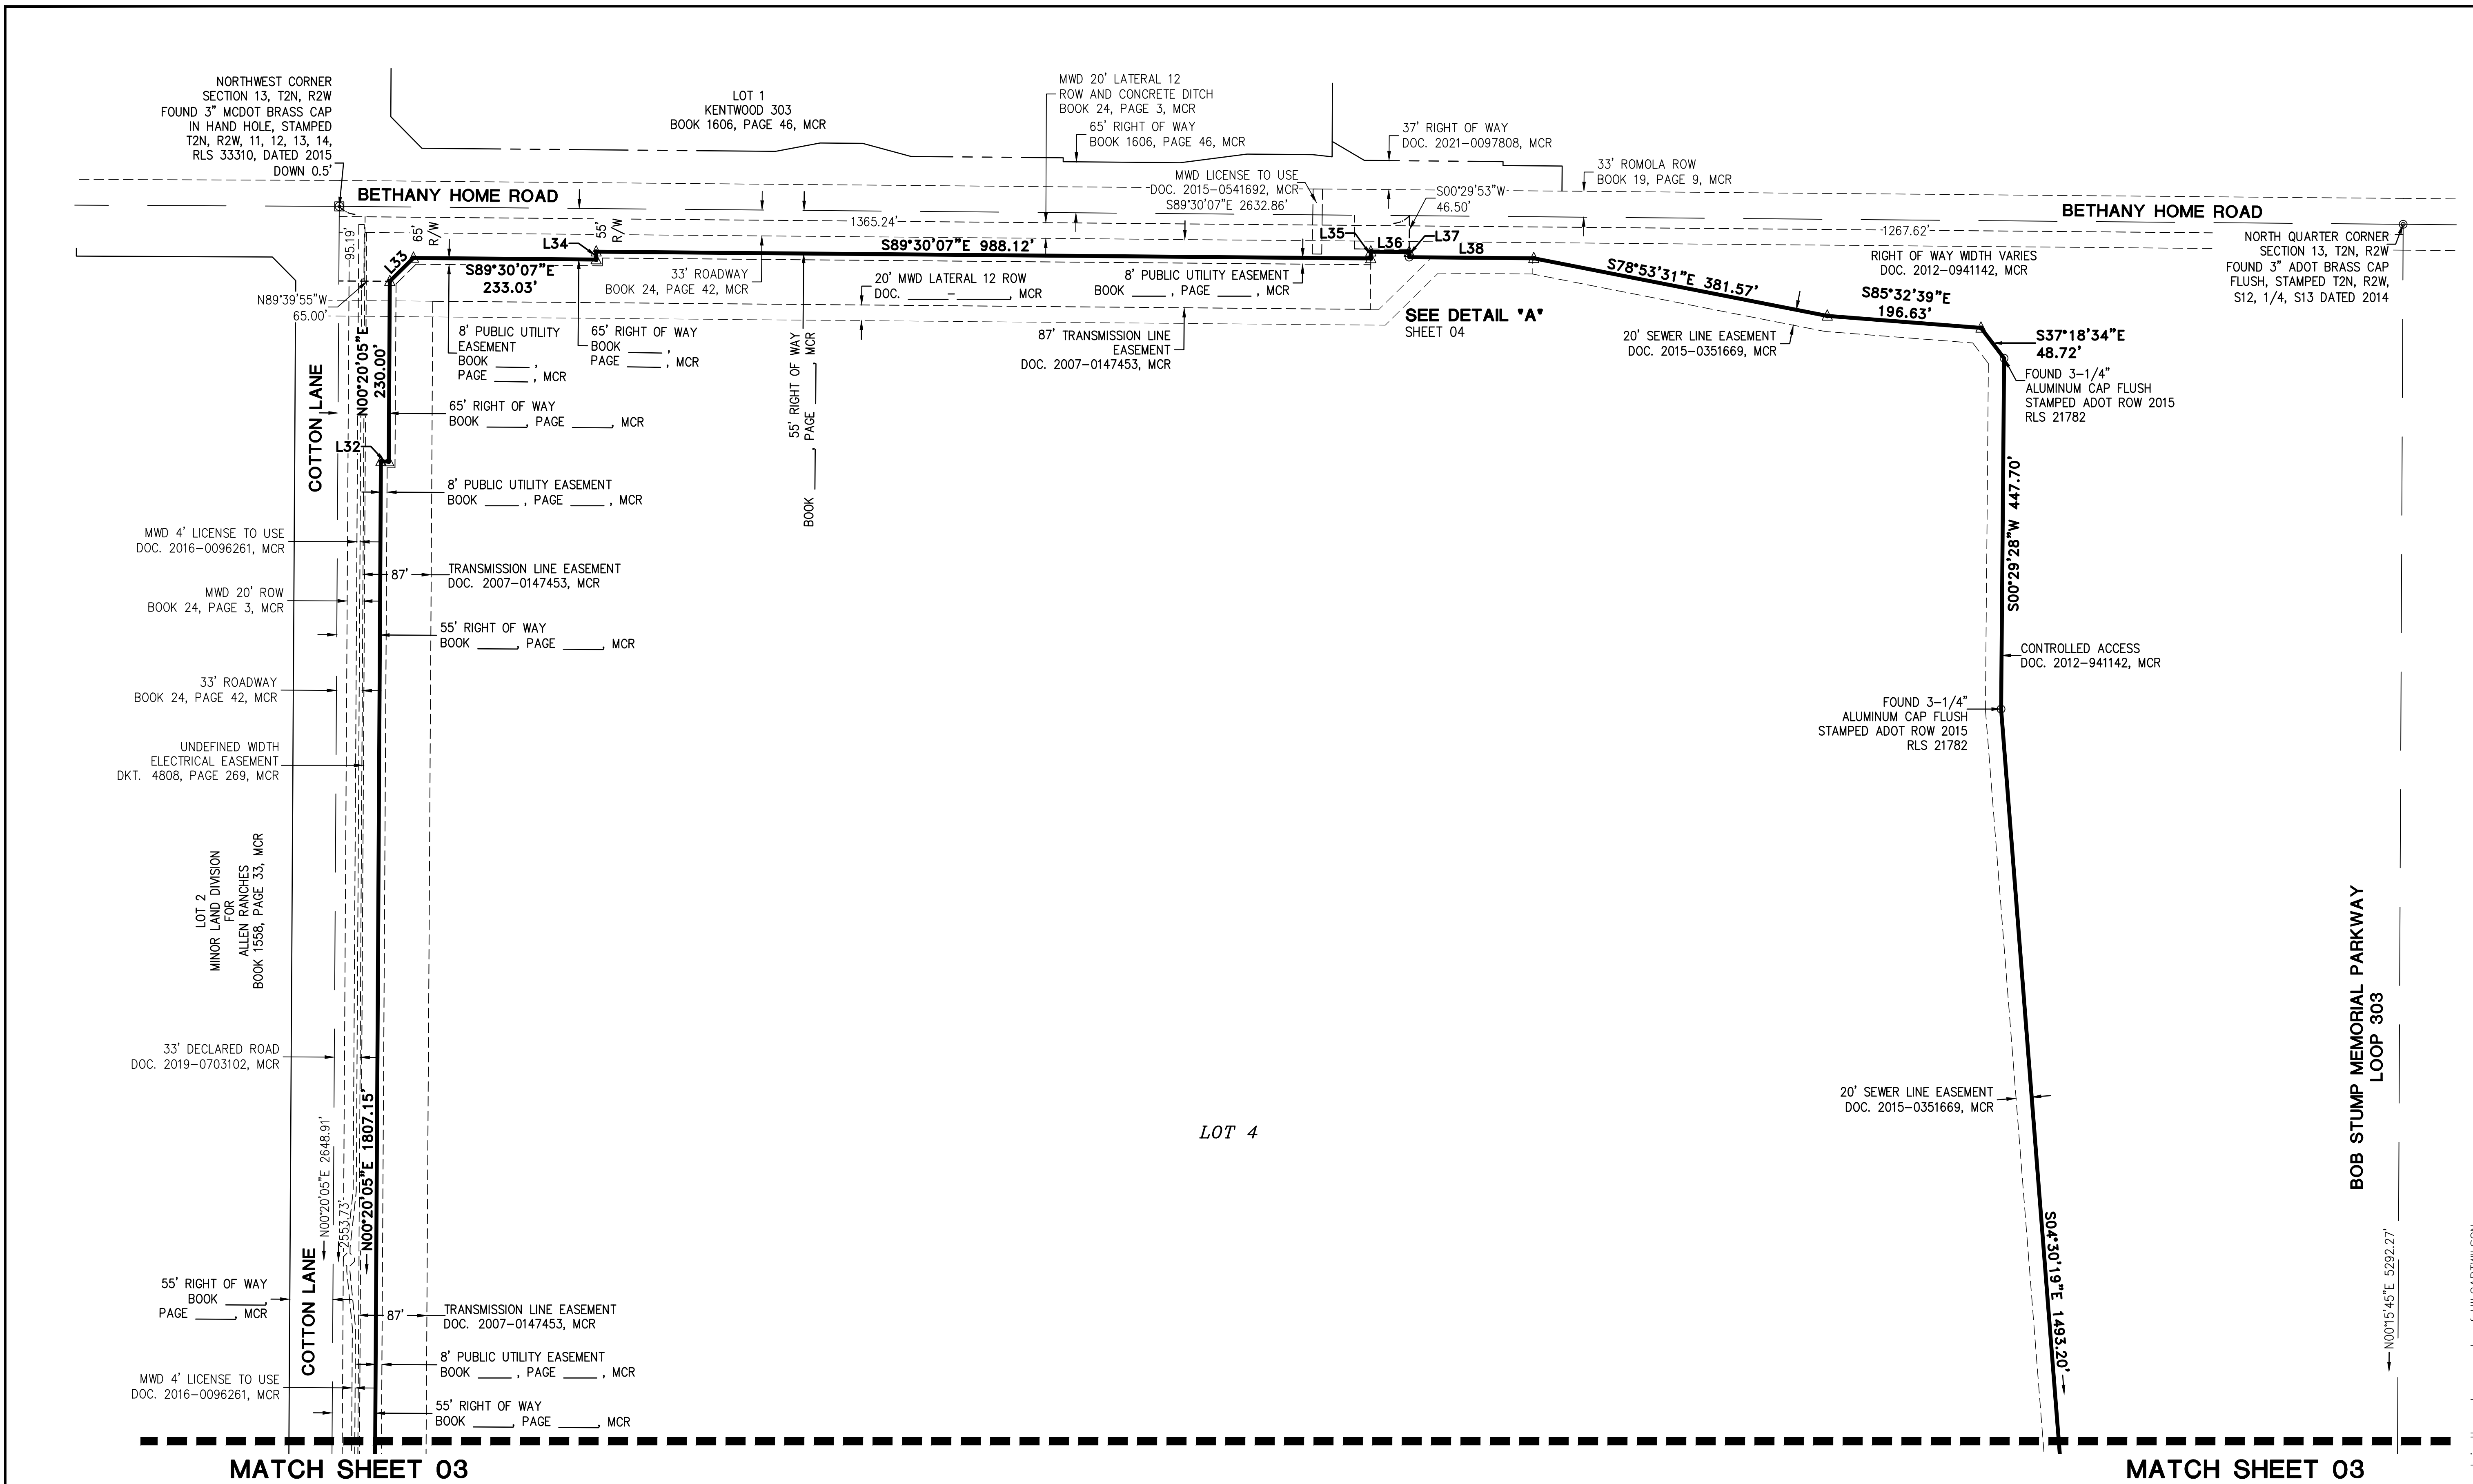 NORTHWEST CORNER
SECTION 13, T2N, R2W
FOUND 3" MCDOT BRASS CAP
IN HAND HOLE, STAMPED
T2N, R2W, 11, 12, 13, 14,
RLS 33310, DATED 2015
DOWN 0.5'
LOT 1
KENTWOOD 303
BOOK 1606, PAGE 46, MCR
MWD 20' LATERAL 12
ROW AND CONCRETE DITCH
BOOK 24, PAGE 3, MCR
65' RIGHT OF WAY
BOOK 1606, PAGE 46, MCR
37' RIGHT OF WAY
DOC. 2021-0097808, MCR
33' ROMOLA ROW
BOOK 19, PAGE 9, MCR
MWD LICENSE TO USE
DOC. 2015-0541692, MCR
S89°30'07"E 2632.86'
S00°29'53"W
46.50'
BETHANY HOME ROAD
BETHANY HOME ROAD
1365.24'
1267.62'
95.19'
65'
R/W
55'
R/W
L33
L34
L35
L36
L37
L38
S89°30'07"E 988.12'
S89°30'07"E
233.03'
33' ROADWAY
BOOK 24, PAGE 42, MCR
20' MWD LATERAL 12 ROW
DOC. ______-________, MCR
8' PUBLIC UTILITY EASEMENT
BOOK _____, PAGE _____, MCR
RIGHT OF WAY WIDTH VARIES
DOC. 2012-0941142, MCR
NORTH QUARTER CORNER
SECTION 13, T2N, R2W
FOUND 3" ADOT BRASS CAP
FLUSH, STAMPED T2N, R2W,
S12, 1/4, S13 DATED 2014
N89°39'55"W
65.00'
N00°20'05"E
230.00'
8' PUBLIC UTILITY
EASEMENT
BOOK _____,
PAGE _____, MCR
65' RIGHT OF WAY
BOOK _____,
PAGE _____, MCR
55' RIGHT OF WAY
BOOK _____, PAGE _____, MCR
87' TRANSMISSION LINE
EASEMENT
DOC. 2007-0147453, MCR
SEE DETAIL "A"
SHEET 04
S78°53'31"E 381.57'
S85°32'39"E
196.63'
20' SEWER LINE EASEMENT
DOC. 2015-0351669, MCR
S37°18'34"E
48.72'
FOUND 3-1/4"
ALUMINUM CAP FLUSH
STAMPED ADOT ROW 2015
RLS 21782
COTTON LANE
65' RIGHT OF WAY
BOOK _____, PAGE _____, MCR
L32
8' PUBLIC UTILITY EASEMENT
BOOK _____, PAGE _____, MCR
MWD 4' LICENSE TO USE
DOC. 2016-0096261, MCR
87'
TRANSMISSION LINE EASEMENT
DOC. 2007-0147453, MCR
MWD 20' ROW
BOOK 24, PAGE 3, MCR
55' RIGHT OF WAY
BOOK _____, PAGE _____, MCR
S00°29'28"W 447.70'
CONTROLLED ACCESS
DOC. 2012-941142, MCR
33' ROADWAY
BOOK 24, PAGE 42, MCR
FOUND 3-1/4"
ALUMINUM CAP FLUSH
STAMPED ADOT ROW 2015
RLS 21782
UNDEFINED WIDTH
ELECTRICAL EASEMENT
DKT. 4808, PAGE 269, MCR
LOT 2
MINOR LAND DIVISION
FOR
ALLEN RANCHES
BOOK 1558, PAGE 33, MCR
33' DECLARED ROAD
DOC. 2019-0703102, MCR
20' SEWER LINE EASEMENT
DOC. 2015-0351669, MCR
BOB STUMP MEMORIAL PARKWAY
LOOP 303
LOT 4
N00°20'05"E 2648.91'
2553.73'
N00°20'05"E 1807.15'
S04°30'19"E 1493.20'
N00°15'45"E 5292.27'
COTTON LANE
55' RIGHT OF WAY
BOOK _____,
PAGE _____, MCR
87'
TRANSMISSION LINE EASEMENT
DOC. 2007-0147453, MCR
8' PUBLIC UTILITY EASEMENT
BOOK _____, PAGE _____, MCR
MWD 4' LICENSE TO USE
DOC. 2016-0096261, MCR
55' RIGHT OF WAY
BOOK _____, PAGE _____, MCR
MATCH SHEET 03
MATCH SHEET 03